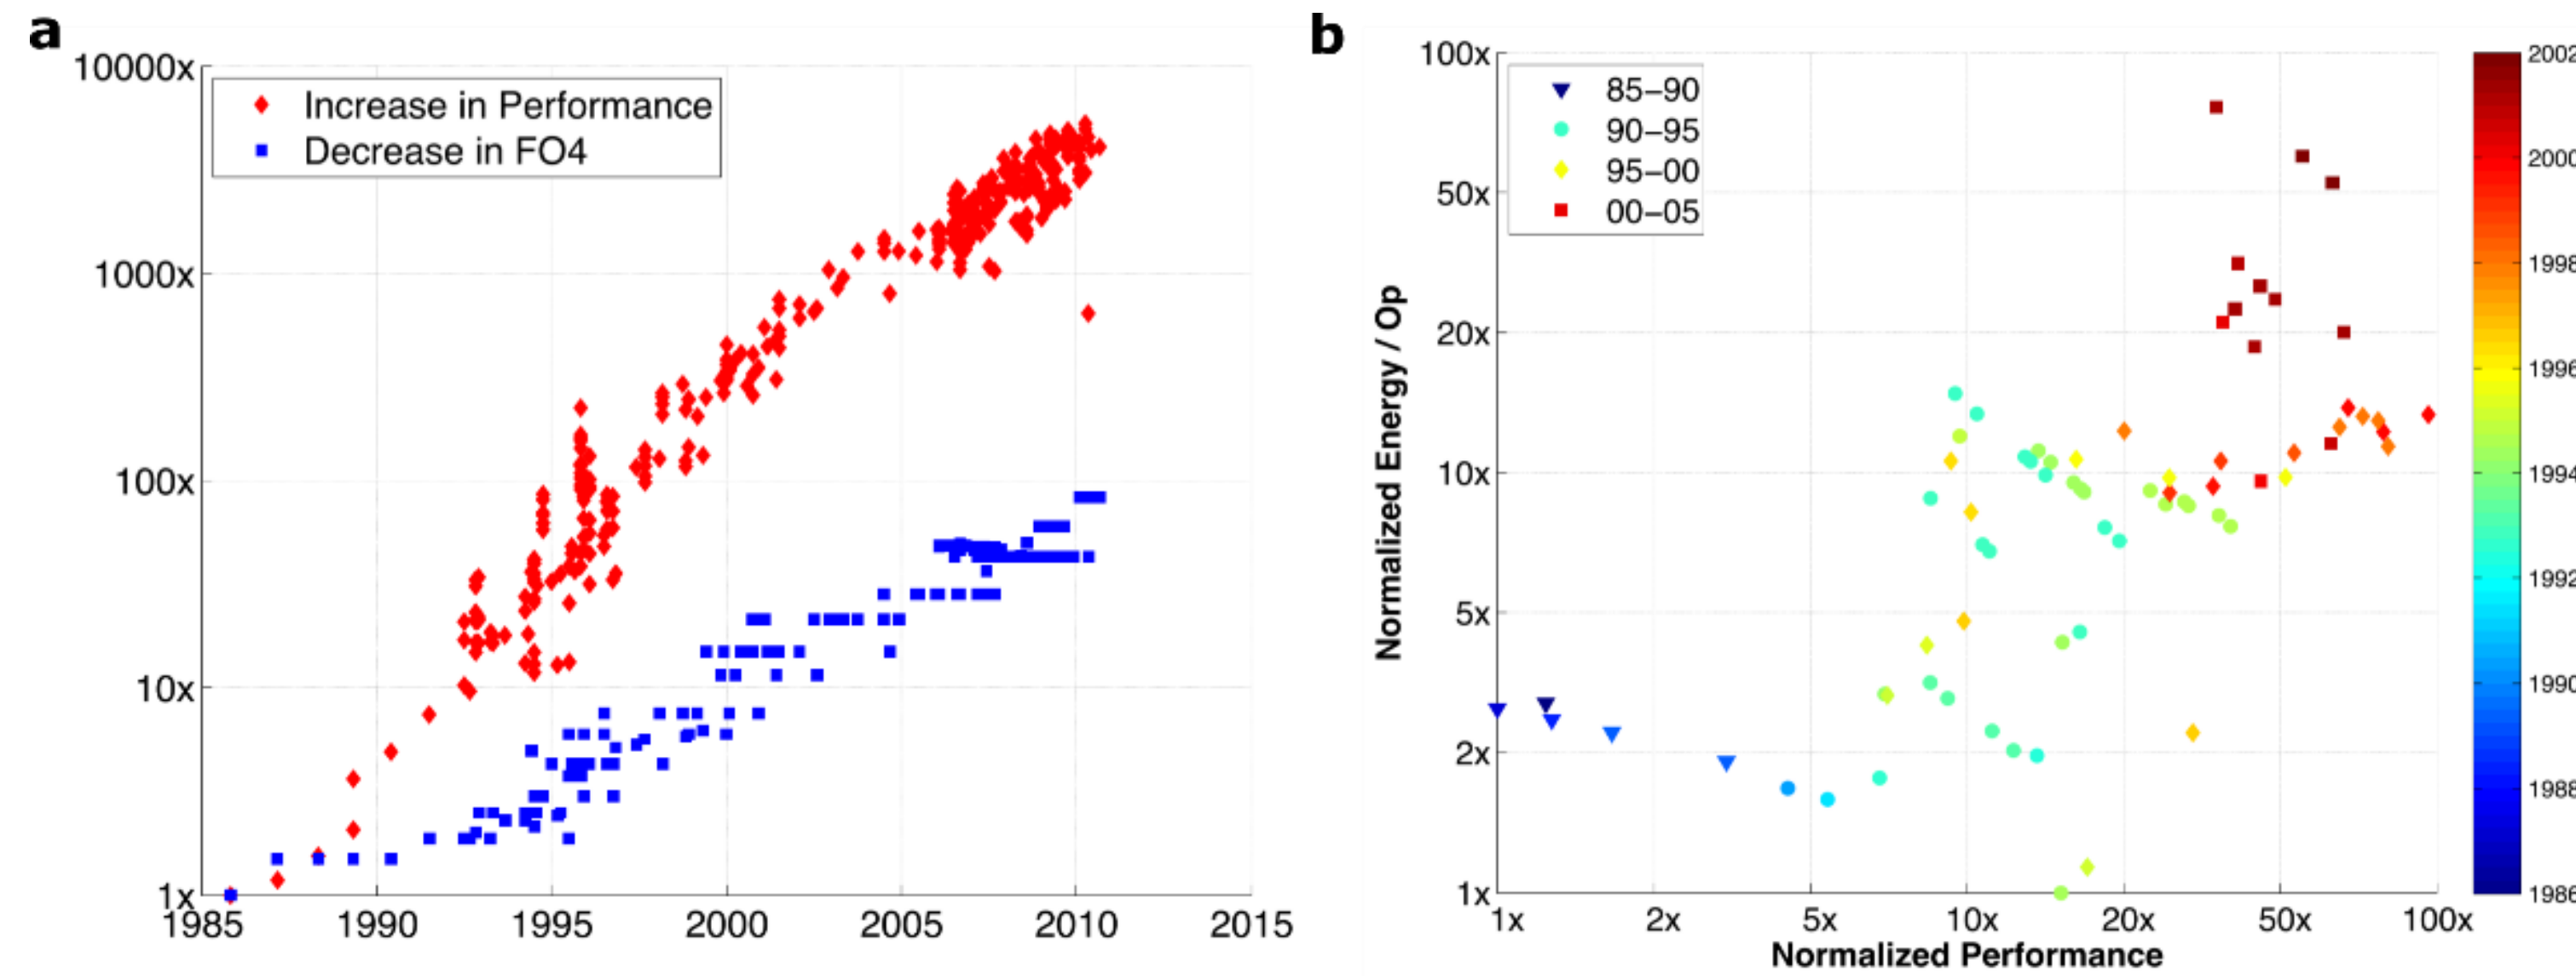 a
10000x
1000x
100x
10x
1x
Increase in Performance
Decrease in FO4
1985 1990 1995 2000 2005 2010 2015
b
100x
50x
20x
10x
5x
2x
1x
Normalized Energy / Op
85–90
90–95
95–00
00–05
1x 2x 5x 10x 20x 50x 100x
Normalized Performance
2002
2000
1998
1996
1994
1992
1990
1988
1986